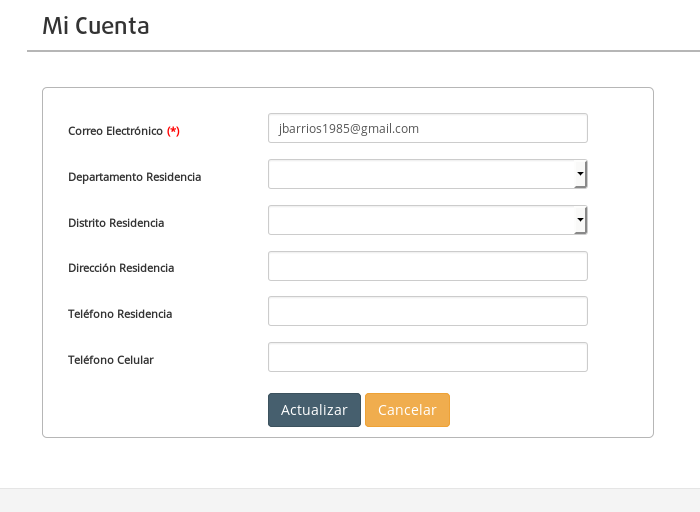 Mi Cuenta
Correo Electrónico (*)
jbarrios1985@gmail.com
Departamento Residencia
Distrito Residencia
Dirección Residencia
Teléfono Residencia
Teléfono Celular
Actualizar Cancelar